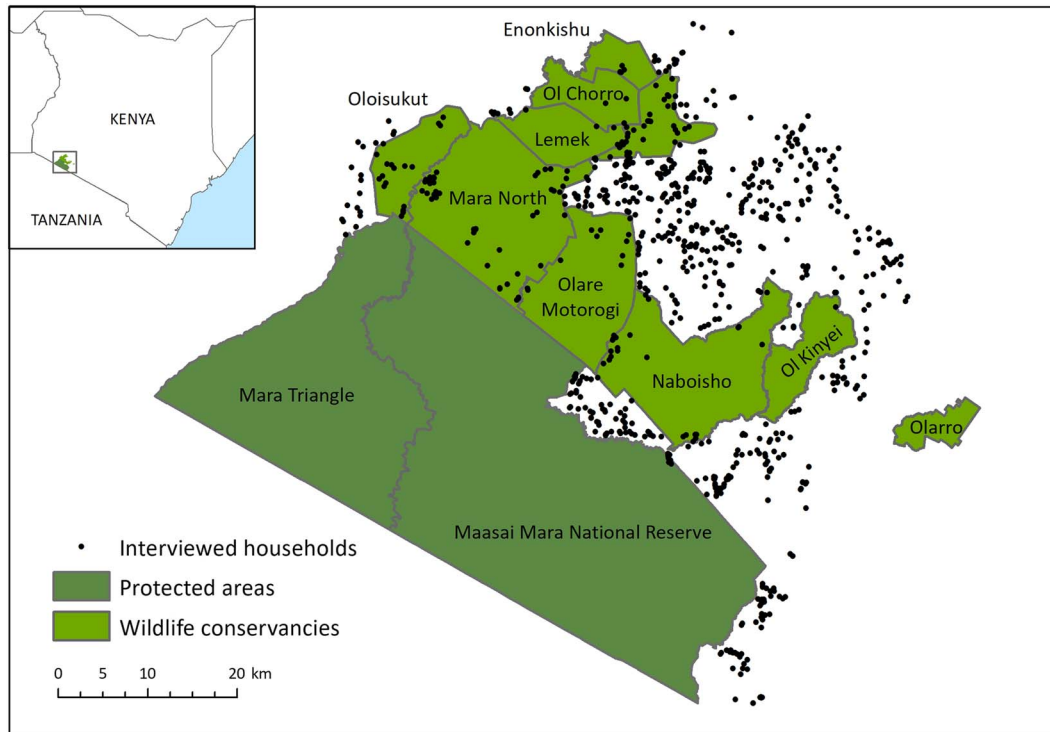 KENYA
TANZANIA
Enonkishu
Oloisukut
Ol Chorro
Lemek
Mara North
Olare
Motorogi
Ol Kinyei
Naboisho
Mara Triangle
Olarro
Maasai Mara National Reserve
Interviewed households
Protected areas
Wildlife conservancies
0 5 10 20 km